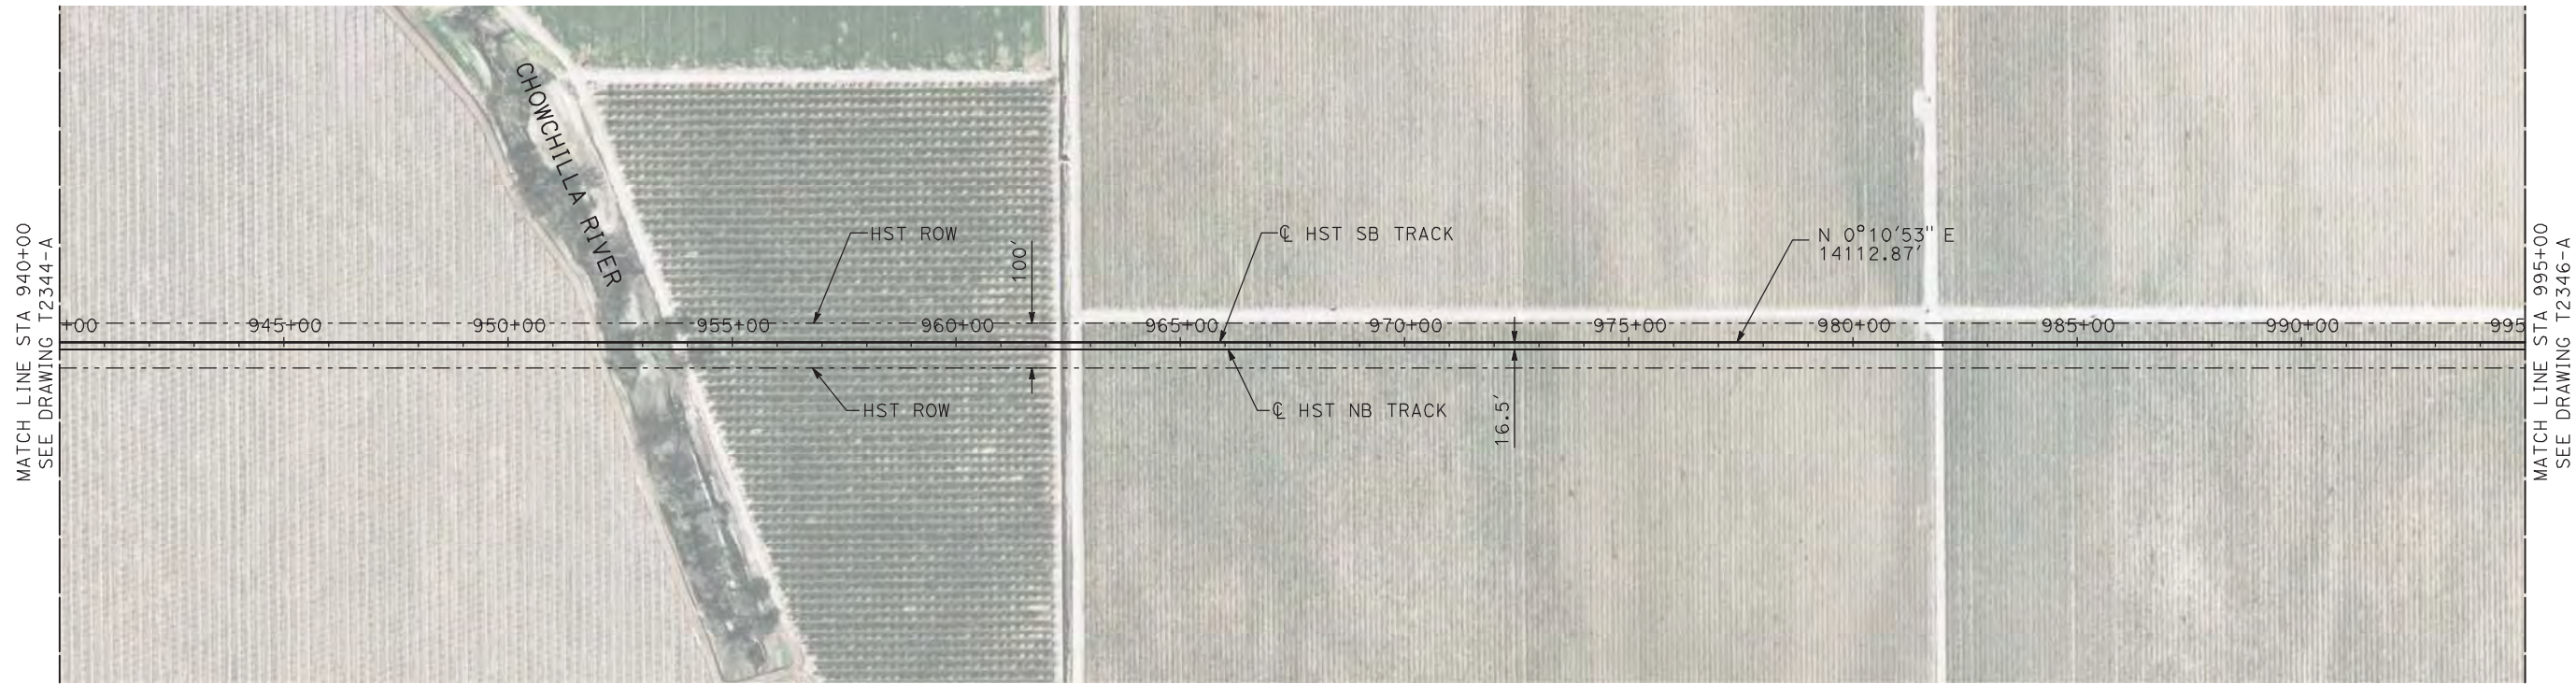 MATCH LINE STA 940+00
SEE DRAWING T2344-A
CHOWCHILLA RIVER
HST ROW
100'
℄ HST SB TRACK
N 0°10'53" E
14112.87'
+00 945+00 950+00 955+00 960+00 965+00 970+00 975+00 980+00 985+00 990+00 995
HST ROW
℄ HST NB TRACK
16.5'
MATCH LINE STA 995+00
SEE DRAWING T2346-A